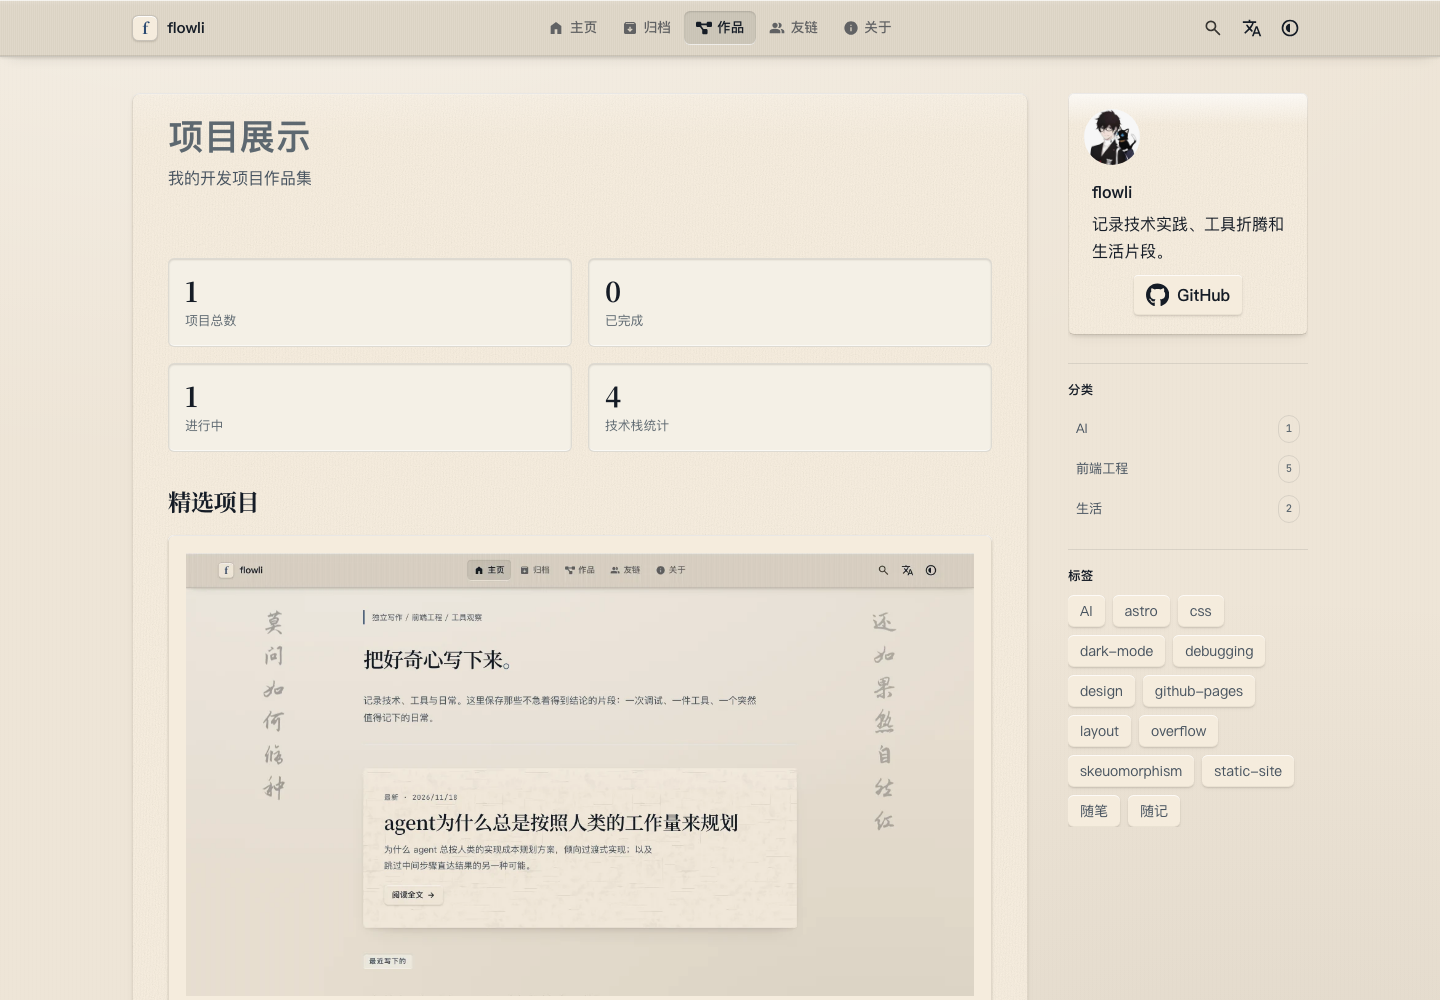 f flowli
主页 归档 作品 友链 关于
项目展示
我的开发项目作品集
1
项目总数
0
已完成
1
进行中
4
技术栈统计
精选项目
f flowli
主页 归档 作品 友链 关于
莫问如何修种
独立写作 / 前端工程 / 工具观察
把好奇心写下来。
记录技术、工具与日常。这里保存那些不急着得到结论的片段：一次调试、一件工具、一个突然
值得记下的日常。
还如果熬自然红
最新 · 2026/11/18
agent为什么总是按照人类的工作量来规划
为什么 agent 总按人类的实现成本规划方案，倾向过渡式实现；以及
跳过中间步骤直达结果的另一种可能。
阅读全文 →
最近写下的
flowli
记录技术实践、工具折腾和
生活片段。
GitHub
分类
AI 1
前端工程 5
生活 2
标签
AI astro css
dark-mode debugging
design github-pages
layout overflow
skeuomorphism static-site
随笔 随记